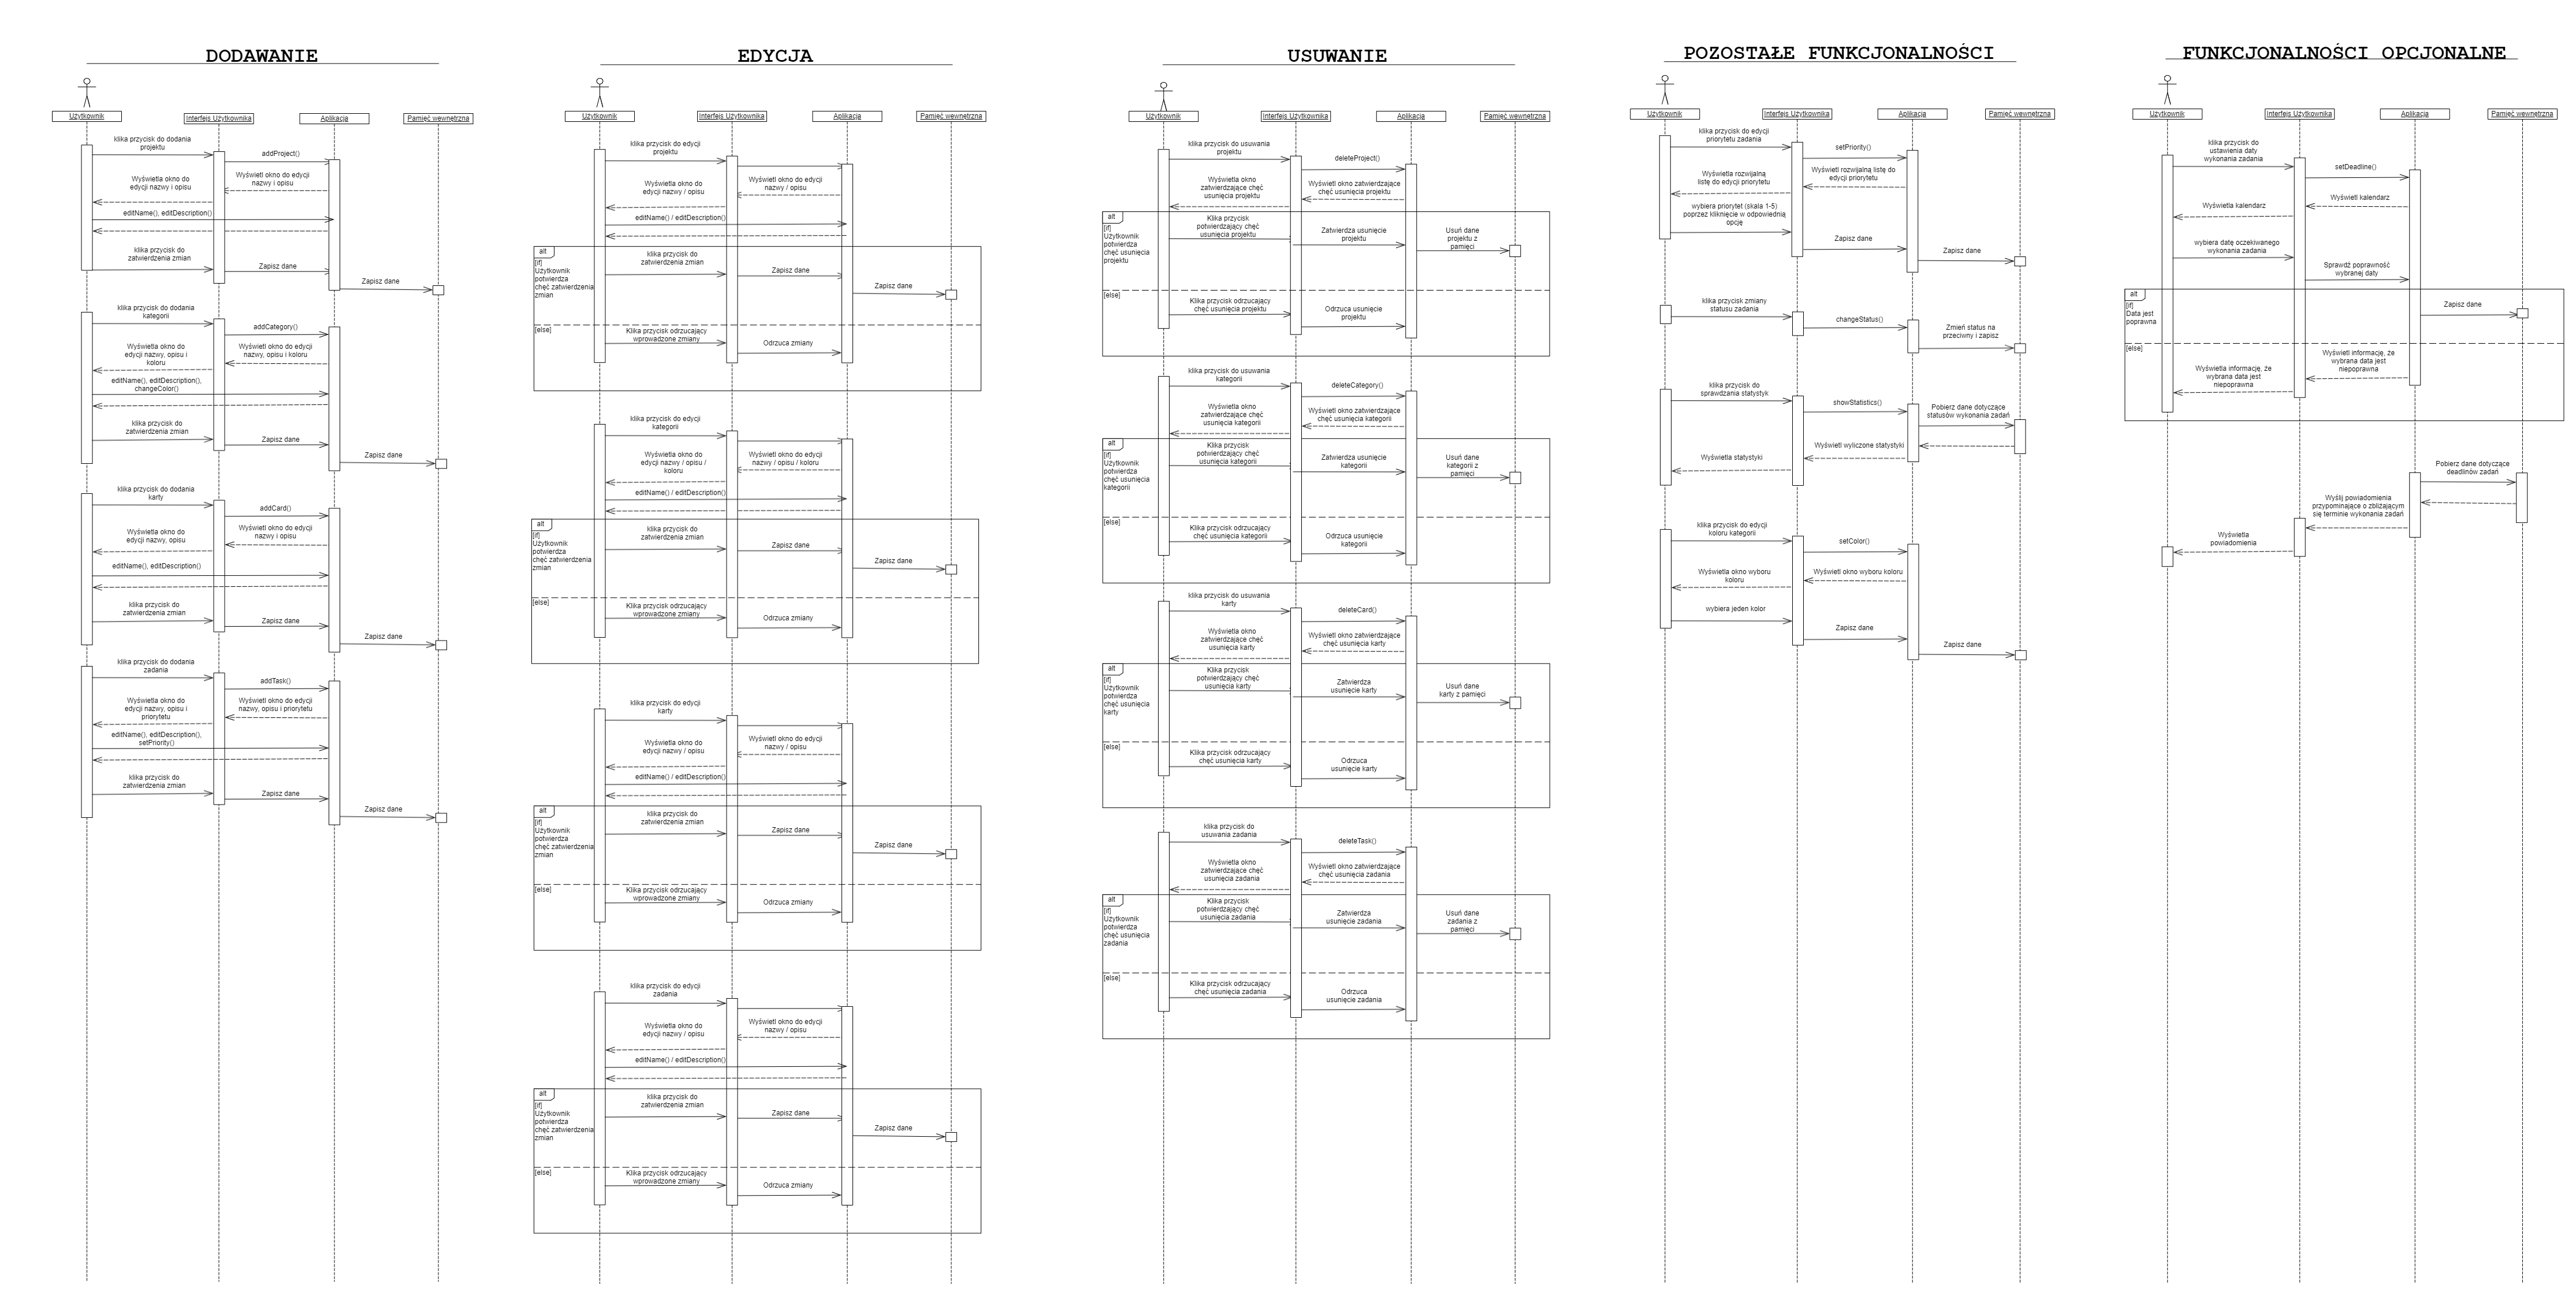 DODAWANIE
Użytkownik
Interfejs Użytkownika
Aplikacja
Pamięć wewnętrzna
klika przycisk do dodania
projektu
addProject()
Wyświetl okno do edycji
nazwy i opisu
Wyświetla okno do
edycji nazwy i opisu
editName(), editDescription()
klika przycisk do
zatwierdzenia zmian
Zapisz dane
Zapisz dane
klika przycisk do dodania
kategorii
addCategory()
Wyświetl okno do edycji
nazwy, opisu i koloru
Wyświetla okno do
edycji nazwy, opisu i
koloru
editName(), editDescription(),
changeColor()
klika przycisk do
zatwierdzenia zmian
Zapisz dane
Zapisz dane
klika przycisk do dodania
karty
addCard()
Wyświetl okno do edycji
nazwy i opisu
Wyświetla okno do
edycji nazwy, opisu
editName(), editDescription()
klika przycisk do
zatwierdzenia zmian
Zapisz dane
Zapisz dane
klika przycisk do dodania
zadania
addTask()
Wyświetl okno do edycji
nazwy, opisu i priorytetu
Wyświetla okno do
edycji nazwy, opisu i
priorytetu
editName(), editDescription(),
setPriority()
klika przycisk do
zatwierdzenia zmian
Zapisz dane
Zapisz dane
EDYCJA
Użytkownik
Interfejs Użytkownika
Aplikacja
Pamięć wewnętrzna
klika przycisk do edycji
projektu
Wyświetl okno do edycji
nazwy / opisu
Wyświetla okno do
edycji nazwy / opisu
editName() / editDescription()
alt
[if]
Użytkownik
potwierdza
chęć zatwierdzenia
zmian
klika przycisk do
zatwierdzenia zmian
Zapisz dane
Zapisz dane
[else]
Klika przycisk odrzucający
wprowadzone zmiany
Odrzuca zmiany
klika przycisk do edycji
kategorii
Wyświetl okno do edycji
nazwy / opisu / koloru
Wyświetla okno do
edycji nazwy / opisu /
koloru
editName() / editDescription()
alt
[if]
Użytkownik
potwierdza
chęć zatwierdzenia
zmian
klika przycisk do
zatwierdzenia zmian
Zapisz dane
Zapisz dane
[else]
Klika przycisk odrzucający
wprowadzone zmiany
Odrzuca zmiany
klika przycisk do edycji
karty
Wyświetl okno do edycji
nazwy / opisu
Wyświetla okno do
edycji nazwy / opisu
editName() / editDescription()
alt
[if]
Użytkownik
potwierdza
chęć zatwierdzenia
zmian
klika przycisk do
zatwierdzenia zmian
Zapisz dane
Zapisz dane
[else]
Klika przycisk odrzucający
wprowadzone zmiany
Odrzuca zmiany
klika przycisk do edycji
zadania
Wyświetl okno do edycji
nazwy / opisu
Wyświetla okno do
edycji nazwy / opisu
editName() / editDescription()
alt
[if]
Użytkownik
potwierdza
chęć zatwierdzenia
zmian
klika przycisk do
zatwierdzenia zmian
Zapisz dane
Zapisz dane
[else]
Klika przycisk odrzucający
wprowadzone zmiany
Odrzuca zmiany
USUWANIE
Użytkownik
Interfejs Użytkownika
Aplikacja
Pamięć wewnętrzna
klika przycisk do usuwania
projektu
deleteProject()
Wyświetl okno zatwierdzające
chęć usunięcia projektu
Wyświetla okno
zatwierdzające chęć
usunięcia projektu
alt
[if]
Użytkownik
potwierdza
chęć usunięcia
projektu
Klika przycisk
potwierdzający chęć
usunięcia projektu
Zatwierdza usunięcie
projektu
Usuń dane
projektu z
pamięci
[else]
Klika przycisk odrzucający
chęć usunięcia projektu
Odrzuca usunięcie
projektu
klika przycisk do usuwania
kategorii
deleteCategory()
Wyświetl okno zatwierdzające
chęć usunięcia kategorii
Wyświetla okno
zatwierdzające chęć
usunięcia kategorii
alt
[if]
Użytkownik
potwierdza
chęć usunięcia
kategorii
Klika przycisk
potwierdzający chęć
usunięcia kategorii
Zatwierdza usunięcie
kategorii
Usuń dane
kategorii z
pamięci
[else]
Klika przycisk odrzucający
chęć usunięcia kategorii
Odrzuca usunięcie
kategorii
klika przycisk do usuwania
karty
deleteCard()
Wyświetl okno zatwierdzające
chęć usunięcia karty
Wyświetla okno
zatwierdzające chęć
usunięcia karty
alt
[if]
Użytkownik
potwierdza
chęć usunięcia
karty
Klika przycisk
potwierdzający chęć
usunięcia karty
Zatwierdza
usunięcie karty
Usuń dane
karty z pamięci
[else]
Klika przycisk odrzucający
chęć usunięcia karty
Odrzuca
usunięcie karty
klika przycisk do
usuwania zadania
deleteTask()
Wyświetl okno zatwierdzające
chęć usunięcia zadania
Wyświetla okno
zatwierdzające chęć
usunięcia zadania
alt
[if]
Użytkownik
potwierdza
chęć usunięcia
zadania
Klika przycisk
potwierdzający chęć
usunięcia zadania
Zatwierdza
usunięcie zadania
Usuń dane
zadania z
pamięci
[else]
Klika przycisk odrzucający
chęć usunięcia zadania
Odrzuca
usunięcie zadania
POZOSTAŁE FUNKCJONALNOŚCI
Użytkownik
Interfejs Użytkownika
Aplikacja
Pamięć wewnętrzna
klika przycisk do edycji
priorytetu zadania
setPriority()
Wyświetl rozwijalną listę do
edycji priorytetu
Wyświetla rozwijalną
listę do edycji priorytetu
wybiera priorytet (skala 1-5)
poprzez kliknięcie w odpowiednią
opcję
Zapisz dane
Zapisz dane
klika przycisk zmiany
statusu zadania
changeStatus()
Zmień status na
przeciwny i zapisz
klika przycisk do
sprawdzania statystyk
showStatistics()
Pobierz dane dotyczące
statusów wykonania zadań
Wyświetl wyliczone statystyki
Wyświetla statystyki
klika przycisk do edycji
koloru kategorii
setColor()
Wyświetl okno wyboru koloru
Wyświetla okno wyboru
koloru
wybiera jeden kolor
Zapisz dane
Zapisz dane
FUNKCJONALNOŚCI OPCJONALNE
Użytkownik
Interfejs Użytkownika
Aplikacja
Pamięć wewnętrzna
klika przycisk do
ustawienia daty
wykonania zadania
setDeadline()
Wyświetl kalendarz
Wyświetla kalendarz
wybiera datę oczekiwanego
wykonania zadania
Sprawdź poprawność
wybranej daty
alt
[if]
Data jest
poprawna
Zapisz dane
[else]
Wyświetl informację, że
wybrana data jest
niepoprawna
Wyświetla informację, że
wybrana data jest
niepoprawna
Pobierz dane dotyczące
deadlinów zadań
Wyślij powiadomienia
przypominające o zbliżającym
się terminie wykonania zadań
Wyświetla
powiadomienia